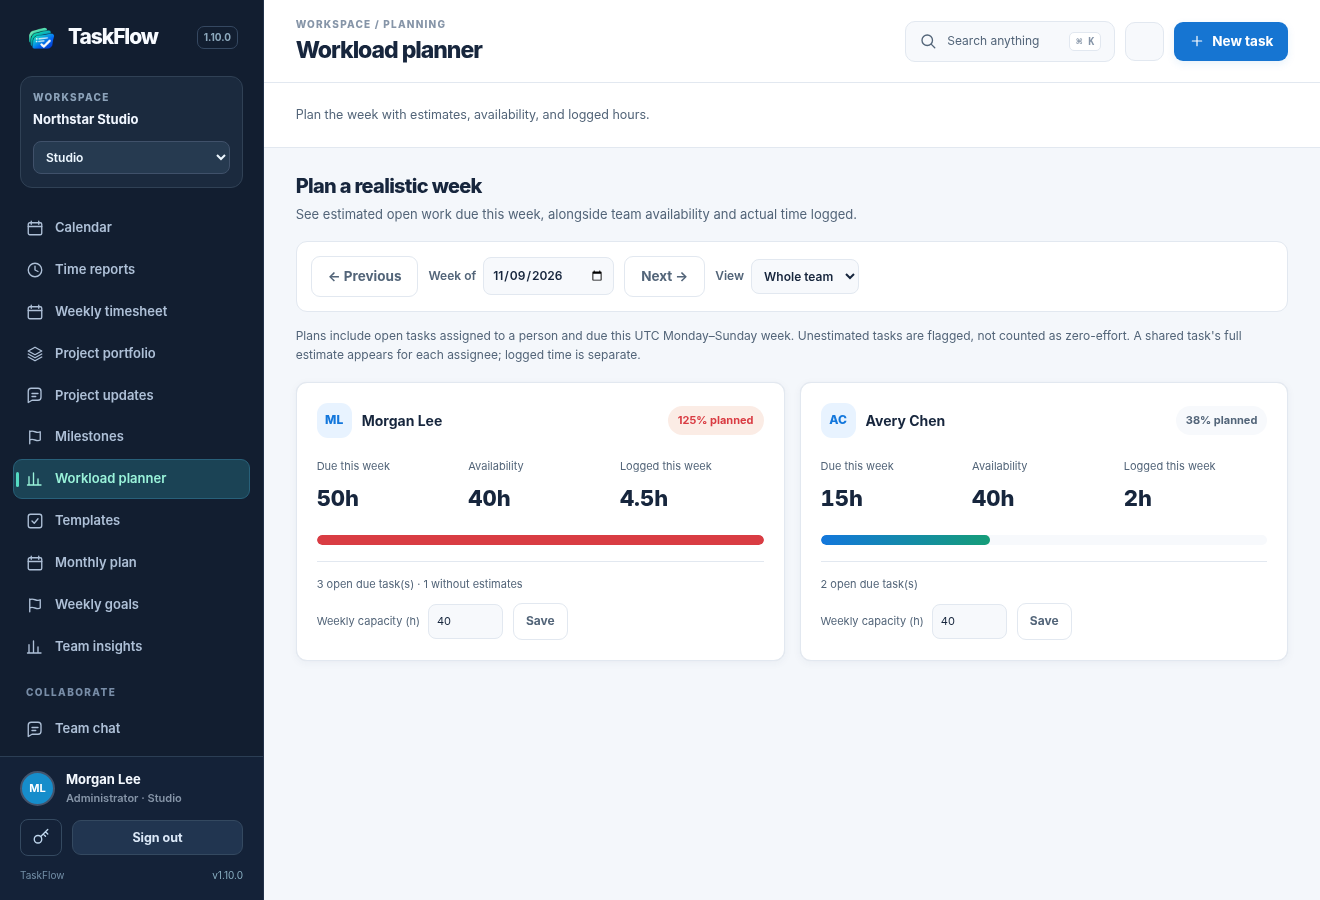 TaskFlow
1.10.0
WORKSPACE
Northstar Studio
Studio
Calendar
Time reports
Weekly timesheet
Project portfolio
Project updates
Milestones
Workload planner
Templates
Monthly plan
Weekly goals
Team insights
COLLABORATE
Team chat
ML
Morgan Lee
Administrator · Studio
Sign out
TaskFlow
v1.10.0
WORKSPACE / PLANNING
Workload planner
Search anything
⌘ K
+ New task
Plan the week with estimates, availability, and logged hours.
Plan a realistic week
See estimated open work due this week, alongside team availability and actual time logged.
← Previous
Week of
11/09/2026
Next →
View
Whole team
Plans include open tasks assigned to a person and due this UTC Monday–Sunday week. Unestimated tasks are flagged, not counted as zero-effort. A shared task's full
estimate appears for each assignee; logged time is separate.
ML
Morgan Lee
125% planned
Due this week
Availability
Logged this week
50h
40h
4.5h
3 open due task(s) · 1 without estimates
Weekly capacity (h)
40
Save
AC
Avery Chen
38% planned
Due this week
Availability
Logged this week
15h
40h
2h
2 open due task(s)
Weekly capacity (h)
40
Save